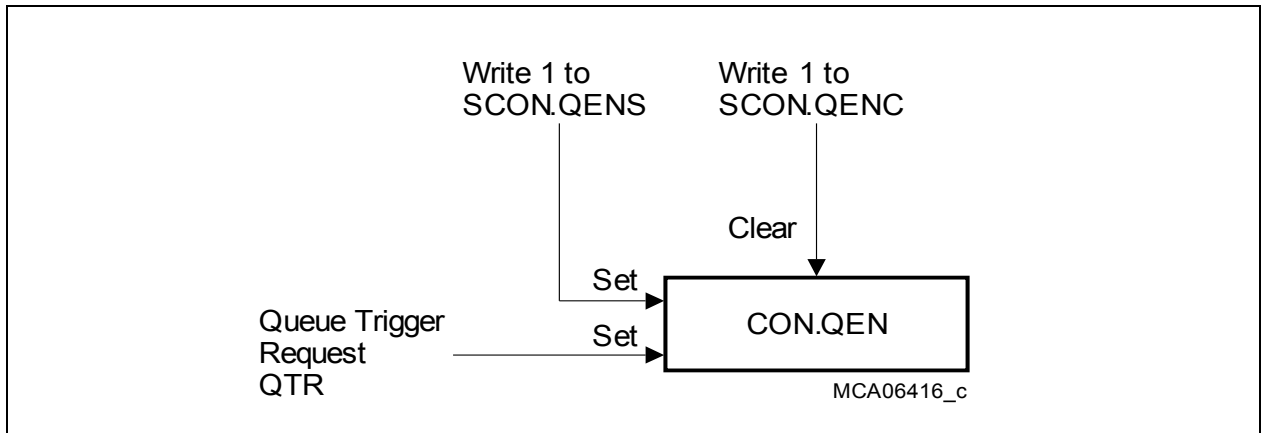 Write 1 to
SCON.QENS
Write 1 to
SCON.QENC
Clear
Set
Queue Trigger
Request
QTR
Set
CON.QEN
MCA06416_c